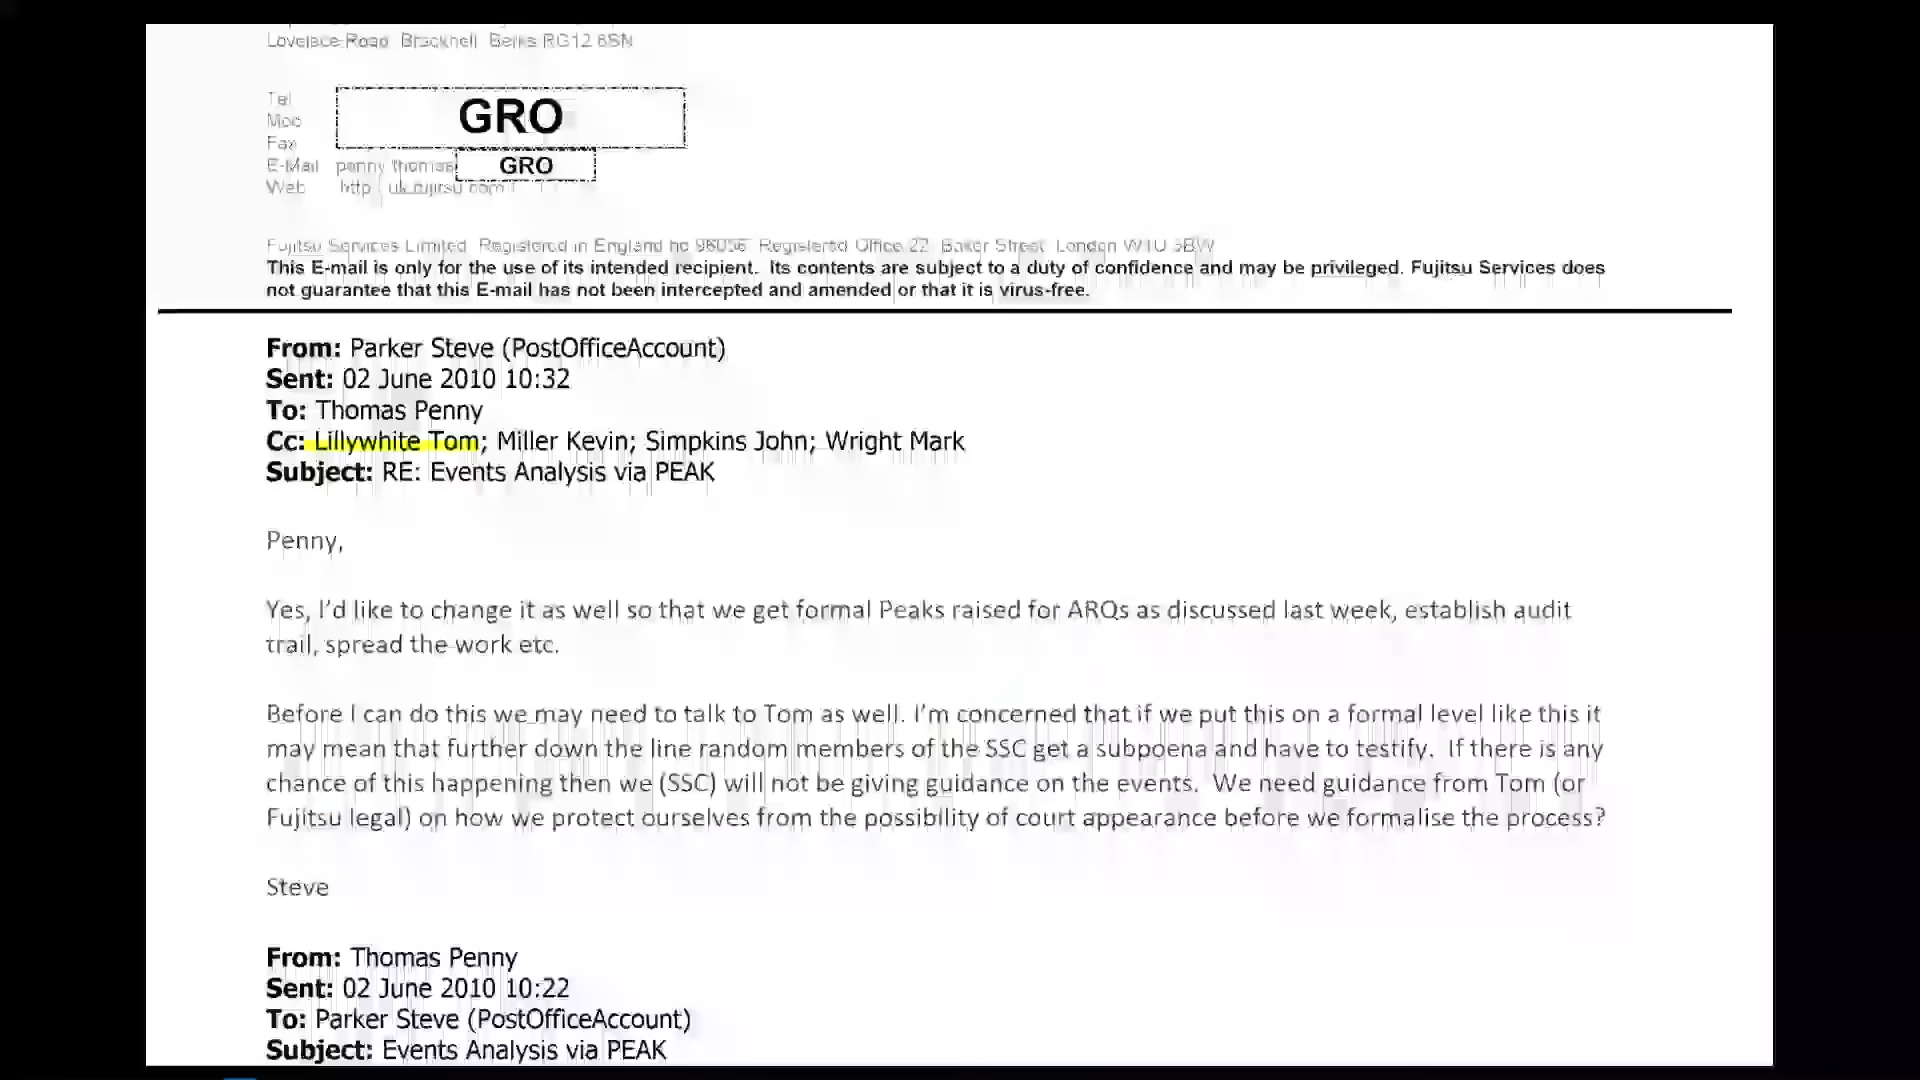 Lovelace Road Bracknell Berks RG12 8SN
Tel
GRO
Mob
Fax
E-Mail penny thomas GRO
Web http uk.fujitsu com
Fujitsu Services Limited Registered in England no 96056 Registered Office 22 Baker Street London W1U 3BW
This E-mail is only for the use of its intended recipient. Its contents are subject to a duty of confidence and may be privileged. Fujitsu Services does
not guarantee that this E-mail has not been intercepted and amended or that it is virus-free.
From: Parker Steve (PostOfficeAccount)
Sent: 02 June 2010 10:32
To: Thomas Penny
Cc: Lillywhite Tom; Miller Kevin; Simpkins John; Wright Mark
Subject: RE: Events Analysis via PEAK
Penny,
Yes, I'd like to change it as well so that we get formal Peaks raised for ARQs as discussed last week, establish audit
trail, spread the work etc.
Before I can do this we may need to talk to Tom as well. I'm concerned that if we put this on a formal level like this it
may mean that further down the line random members of the SSC get a subpoena and have to testify. If there is any
chance of this happening then we (SSC) will not be giving guidance on the events. We need guidance from Tom (or
Fujitsu legal) on how we protect ourselves from the possibility of court appearance before we formalise the process?
Steve
From: Thomas Penny
Sent: 02 June 2010 10:22
To: Parker Steve (PostOfficeAccount)
Subject: Events Analysis via PEAK